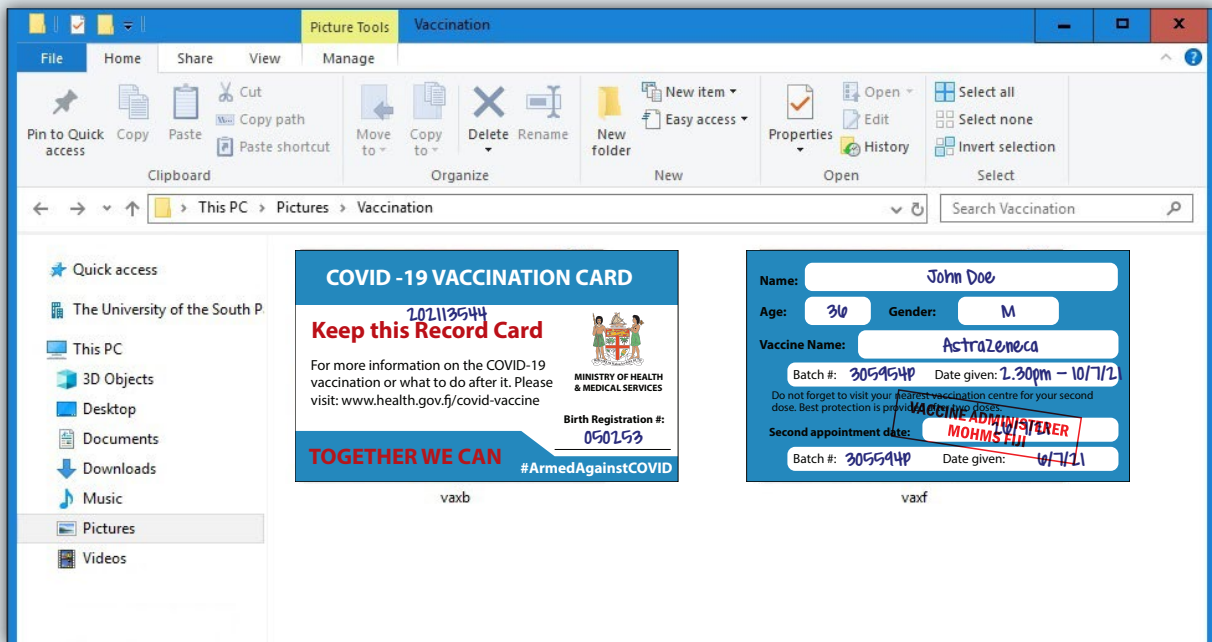 Picture Tools Vaccination
File Home Share View Manage
Pin to Quick access
Copy
Paste
Cut
Copy path
Paste shortcut
Clipboard
Move to
Copy to
Delete
Rename
Organize
New folder
New item
Easy access
New
Properties
Open
Edit
History
Open
Select all
Select none
Invert selection
Select
This PC > Pictures > Vaccination
Search Vaccination
Quick access
The University of the South P
This PC
3D Objects
Desktop
Documents
Downloads
Music
Pictures
Videos
COVID -19 VACCINATION CARD
202113544
Keep this Record Card
For more information on the COVID-19
vaccination or what to do after it. Please
visit: www.health.gov.fj/covid-vaccine
MINISTRY OF HEALTH
& MEDICAL SERVICES
Birth Registration #:
050253
TOGETHER WE CAN
#ArmedAgainstCOVID
vaxb
Name: John Doe
Age: 36 Gender: M
Vaccine Name: AstraZeneca
Batch #: 305954P Date given: 2.30pm – 10/7/21
Do not forget to visit your nearest vaccination centre for your second
dose. Best protection is provided after two doses.
VACCINE ADMINISTERER
MOHMS FIJI
Second appointment date:
Batch #: 305594P Date given: 6/7/21
vaxf